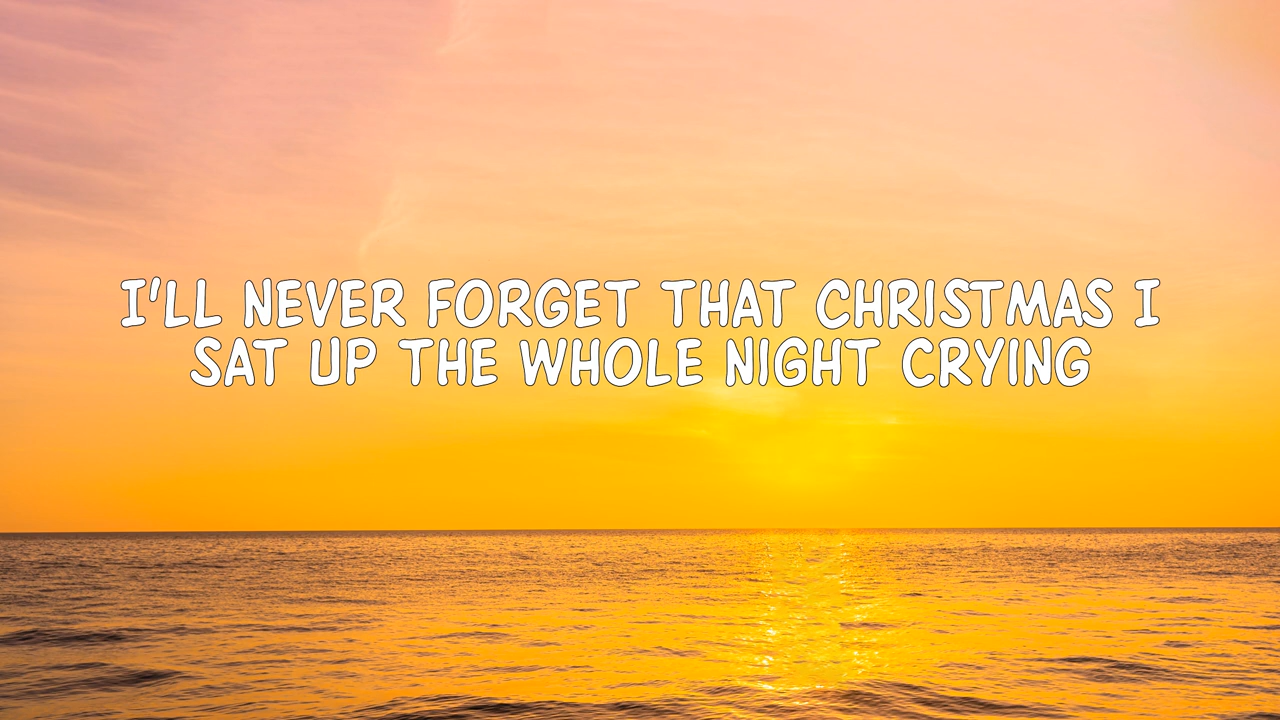 I'LL NEVER FORGET THAT CHRISTMAS I
SAT UP THE WHOLE NIGHT CRYING